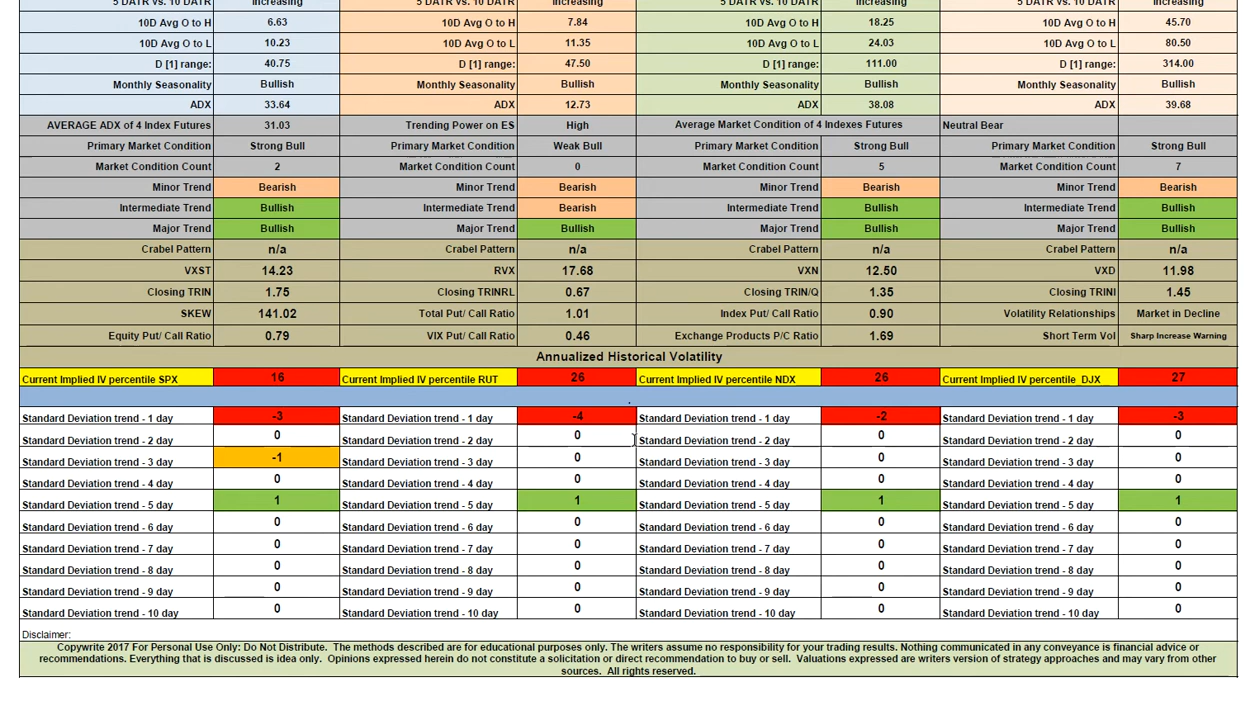 5 DATR vs. 10 DATR Increasing 5 DATR vs. 10 DATR Increasing 5 DATR vs. 10 DATR Increasing 5 DATR vs. 10 DATR Increasing
10D Avg O to H 6.63 10D Avg O to H 7.84 10D Avg O to H 18.25 10D Avg O to H 45.70
10D Avg O to L 10.23 10D Avg O to L 11.35 10D Avg O to L 24.03 10D Avg O to L 80.50
D [1] range: 40.75 D [1] range: 47.50 D [1] range: 111.00 D [1] range: 314.00
Monthly Seasonality Bullish Monthly Seasonality Bullish Monthly Seasonality Bullish Monthly Seasonality Bullish
ADX 33.64 ADX 12.73 ADX 38.08 ADX 39.68
AVERAGE ADX of 4 Index Futures 31.03 Trending Power on ES High Average Market Condition of 4 Indexes Futures Neutral Bear
Primary Market Condition Strong Bull Primary Market Condition Weak Bull Primary Market Condition Strong Bull Primary Market Condition Strong Bull
Market Condition Count 2 Market Condition Count 0 Market Condition Count 5 Market Condition Count 7
Minor Trend Bearish Minor Trend Bearish Minor Trend Bearish Minor Trend Bearish
Intermediate Trend Bullish Intermediate Trend Bearish Intermediate Trend Bullish Intermediate Trend Bullish
Major Trend Bullish Major Trend Bullish Major Trend Bullish Major Trend Bullish
Crabel Pattern n/a Crabel Pattern n/a Crabel Pattern n/a Crabel Pattern n/a
VXST 14.23 RVX 17.68 VXN 12.50 VXD 11.98
Closing TRIN 1.75 Closing TRINRL 0.67 Closing TRIN/Q 1.35 Closing TRINI 1.45
SKEW 141.02 Total Put/ Call Ratio 1.01 Index Put/ Call Ratio 0.90 Volatility Relationships Market in Decline
Equity Put/ Call Ratio 0.79 VIX Put/ Call Ratio 0.46 Exchange Products P/C Ratio 1.69 Short Term Vol Sharp Increase Warning
Annualized Historical Volatility
Current Implied IV percentile SPX 16 Current Implied IV percentile RUT 26 Current Implied IV percentile NDX 26 Current Implied IV percentile DJX 27
.
Standard Deviation trend - 1 day -3 Standard Deviation trend - 1 day -4 Standard Deviation trend - 1 day -2 Standard Deviation trend - 1 day -3
Standard Deviation trend - 2 day 0 Standard Deviation trend - 2 day 0 Standard Deviation trend - 2 day 0 Standard Deviation trend - 2 day 0
Standard Deviation trend - 3 day -1 Standard Deviation trend - 3 day 0 Standard Deviation trend - 3 day 0 Standard Deviation trend - 3 day 0
Standard Deviation trend - 4 day 0 Standard Deviation trend - 4 day 0 Standard Deviation trend - 4 day 0 Standard Deviation trend - 4 day 0
Standard Deviation trend - 5 day 1 Standard Deviation trend - 5 day 1 Standard Deviation trend - 5 day 1 Standard Deviation trend - 5 day 1
Standard Deviation trend - 6 day 0 Standard Deviation trend - 6 day 0 Standard Deviation trend - 6 day 0 Standard Deviation trend - 6 day 0
Standard Deviation trend - 7 day 0 Standard Deviation trend - 7 day 0 Standard Deviation trend - 7 day 0 Standard Deviation trend - 7 day 0
Standard Deviation trend - 8 day 0 Standard Deviation trend - 8 day 0 Standard Deviation trend - 8 day 0 Standard Deviation trend - 8 day 0
Standard Deviation trend - 9 day 0 Standard Deviation trend - 9 day 0 Standard Deviation trend - 9 day 0 Standard Deviation trend - 9 day 0
Standard Deviation trend - 10 day 0 Standard Deviation trend - 10 day 0 Standard Deviation trend - 10 day 0 Standard Deviation trend - 10 day 0
Disclaimer:
Copywrite 2017 For Personal Use Only: Do Not Distribute. The methods described are for educational purposes only. The writers assume no responsibility for your trading results. Nothing communicated in any conveyance is financial advice or
recommendations. Everything that is discussed is idea only. Opinions expressed herein do not constitute a solicitation or direct recommendation to buy or sell. Valuations expressed are writers version of strategy approaches and may vary from other
sources. All rights reserved.